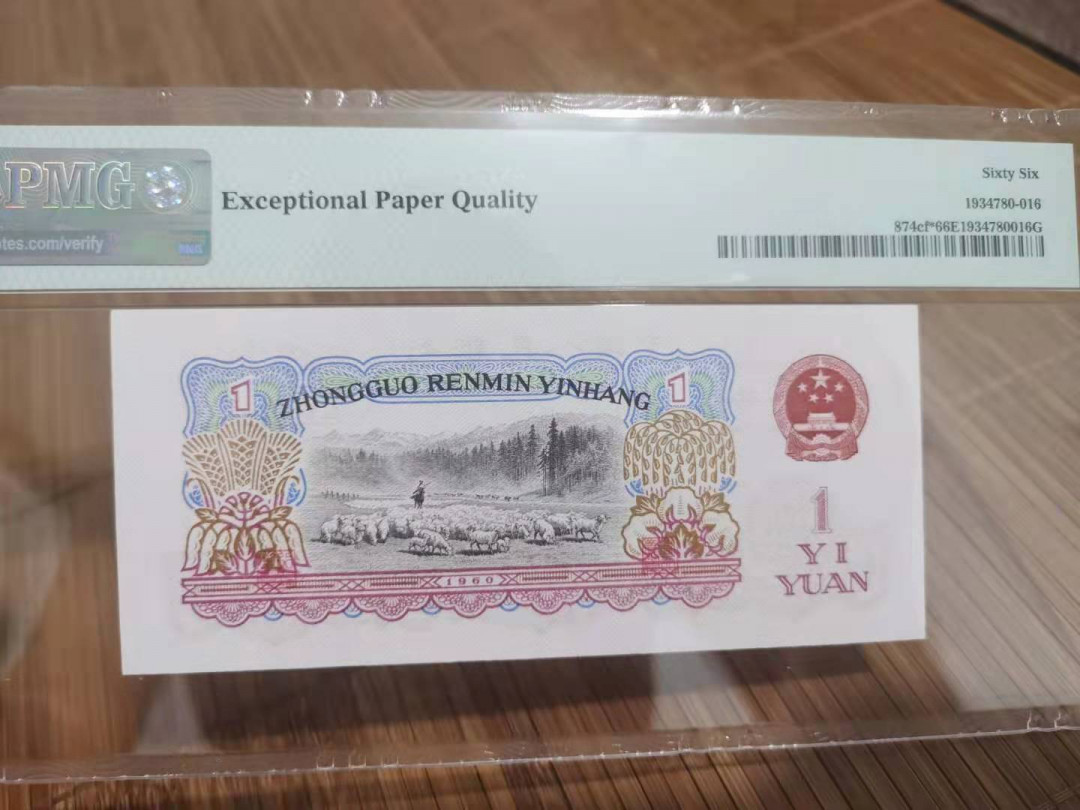 PMG
Exceptional Paper Quality
Sixty Six
1934780-016
874cf*66E1934780016G
otes.com/verify
1 ZHONGGUO RENMIN YINHANG 1
1960
1
YI
YUAN